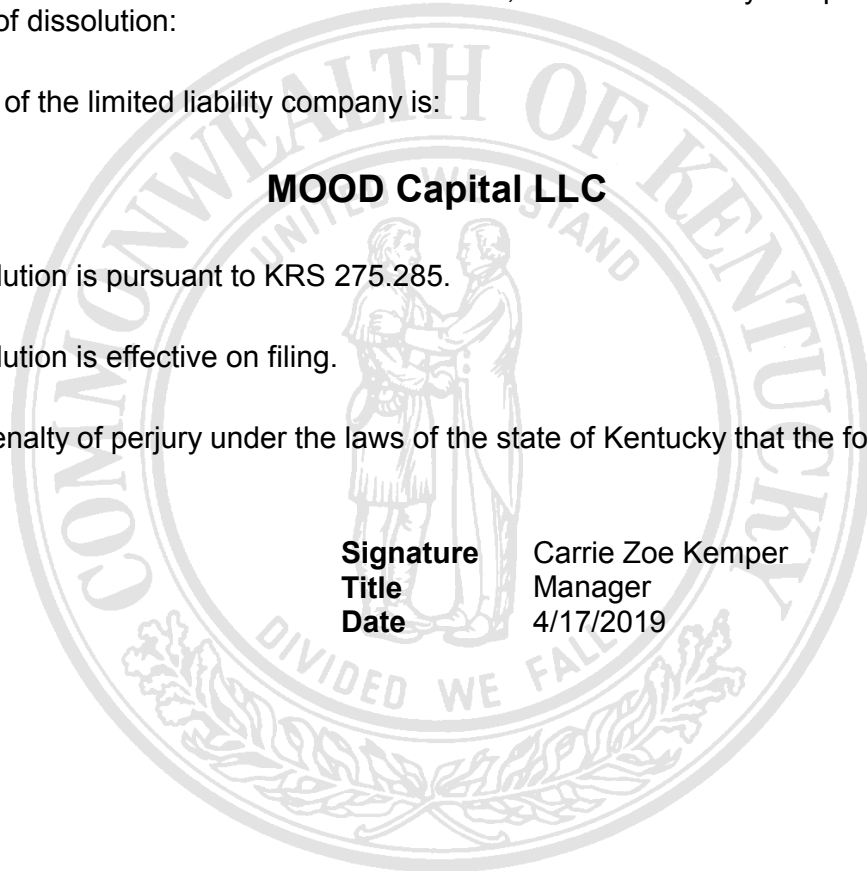 of dissolution:
of the limited liability company is:
MOOD Capital LLC
lution is pursuant to KRS 275.285.
lution is effective on filing.
enalty of perjury under the laws of the state of Kentucky that the fo
Signature Carrie Zoe Kemper
Title Manager
Date 4/17/2019
COMMONWEALTH OF KENTUCKY
UNITED WE STAND
DIVIDED WE FALL